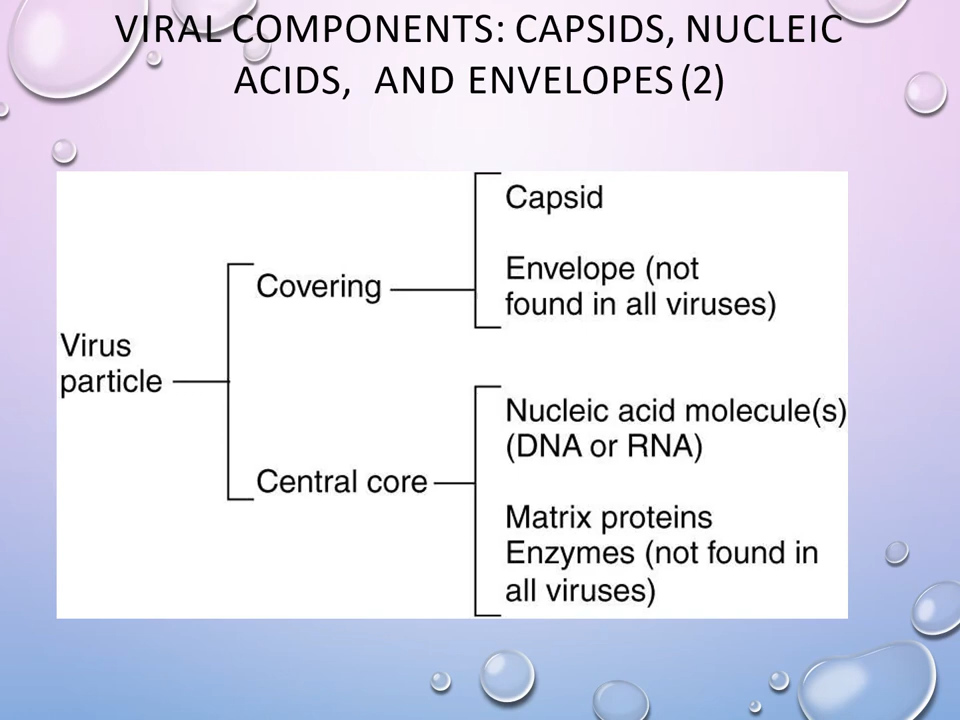 VIRAL COMPONENTS: CAPSIDS, NUCLEIC
ACIDS, AND ENVELOPES (2)
Capsid
Envelope (not
found in all viruses)
Covering
Virus
particle
Nucleic acid molecule(s)
(DNA or RNA)
Central core
Matrix proteins
Enzymes (not found in
all viruses)